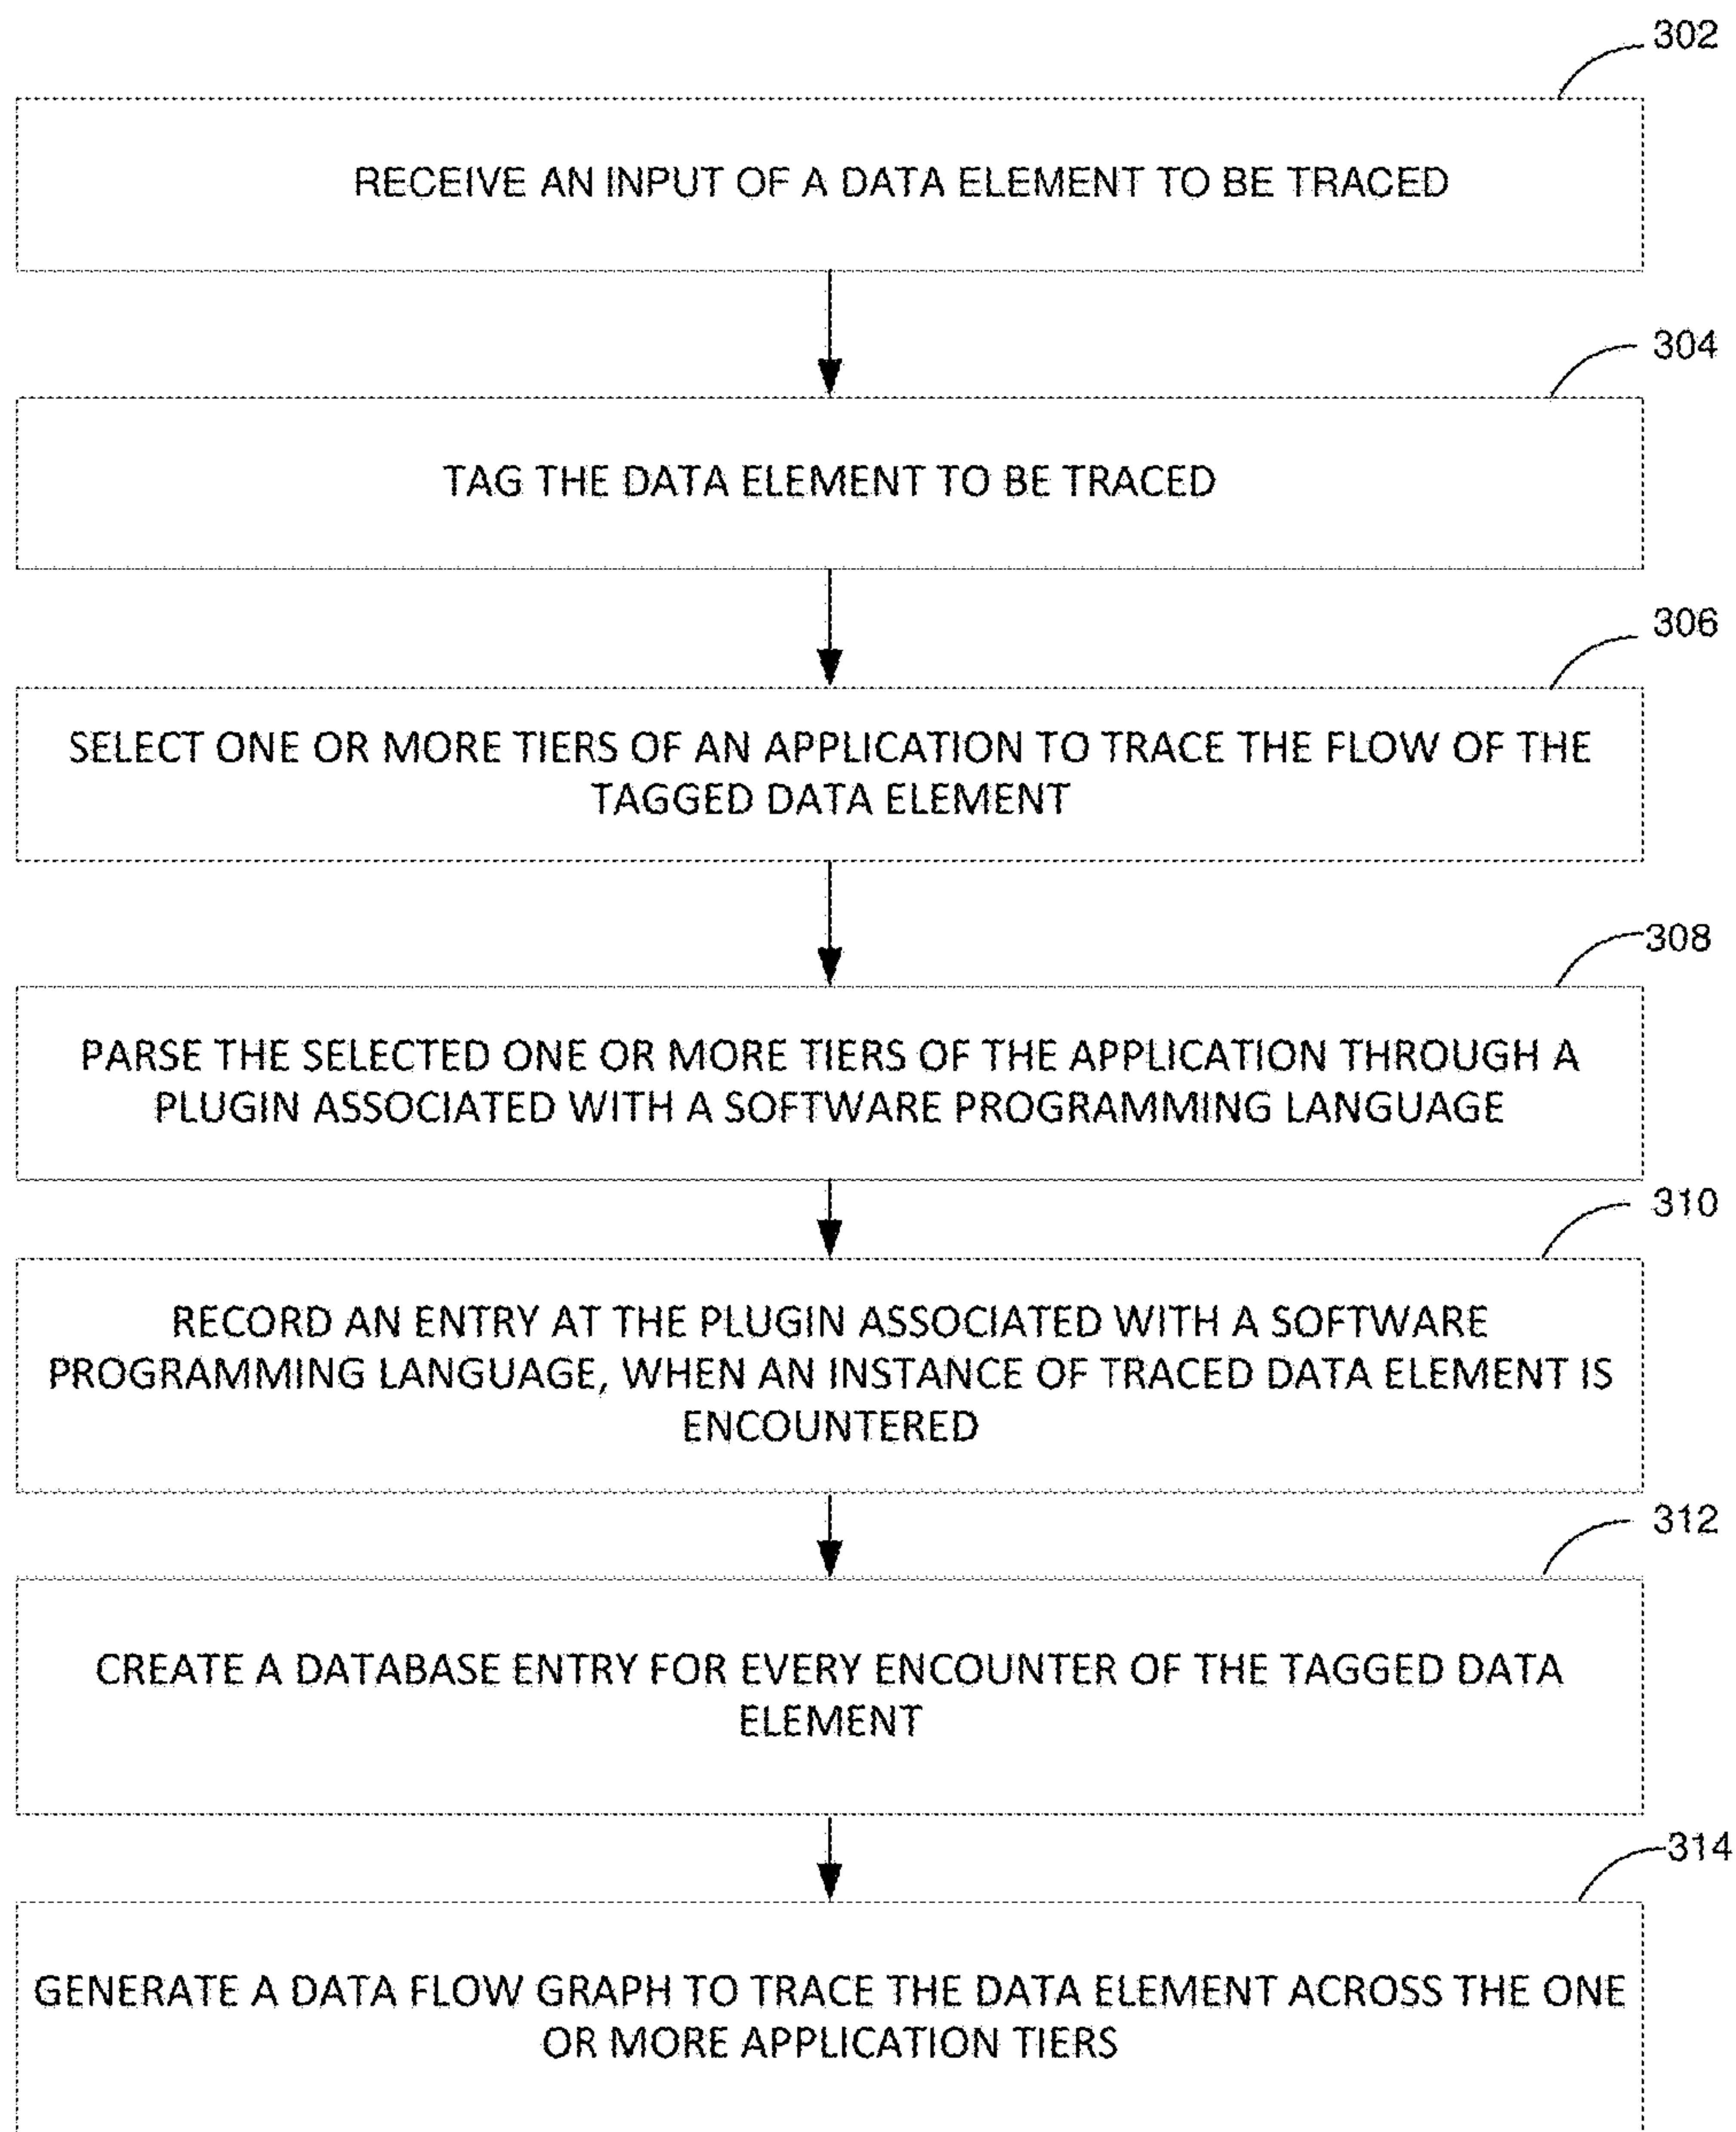 302
RECEIVE AN INPUT OF A DATA ELEMENT TO BE TRACED
304
TAG THE DATA ELEMENT TO BE TRACED
306
SELECT ONE OR MORE TIERS OF AN APPLICATION TO TRACE THE FLOW OF THE
TAGGED DATA ELEMENT
308
PARSE THE SELECTED ONE OR MORE TIERS OF THE APPLICATION THROUGH A
PLUGIN ASSOCIATED WITH A SOFTWARE PROGRAMMING LANGUAGE
310
RECORD AN ENTRY AT THE PLUGIN ASSOCIATED WITH A SOFTWARE
PROGRAMMING LANGUAGE, WHEN AN INSTANCE OF TRACED DATA ELEMENT IS
ENCOUNTERED
312
CREATE A DATABASE ENTRY FOR EVERY ENCOUNTER OF THE TAGGED DATA
ELEMENT
314
GENERATE A DATA FLOW GRAPH TO TRACE THE DATA ELEMENT ACROSS THE ONE
OR MORE APPLICATION TIERS